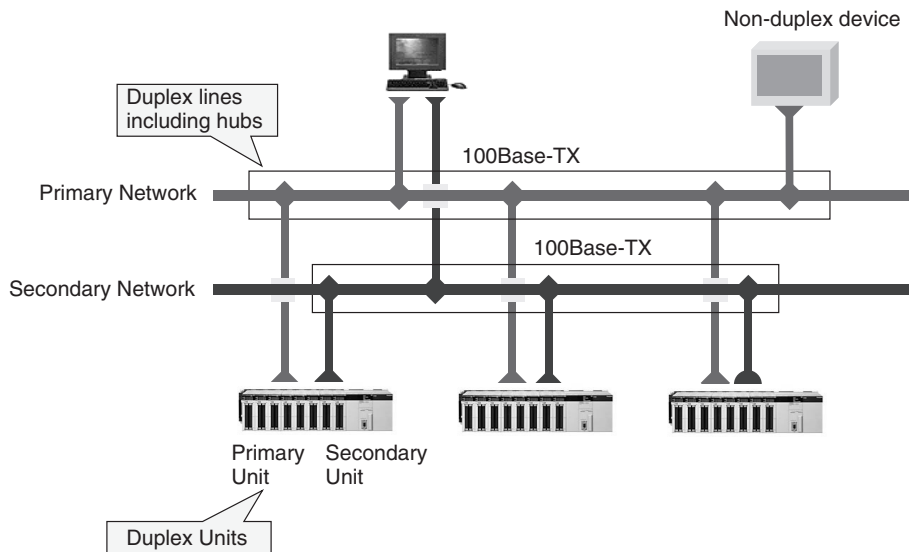 Non-duplex device
Duplex lines
including hubs
100Base-TX
Primary Network
100Base-TX
Secondary Network
Primary
Unit
Secondary
Unit
Duplex Units